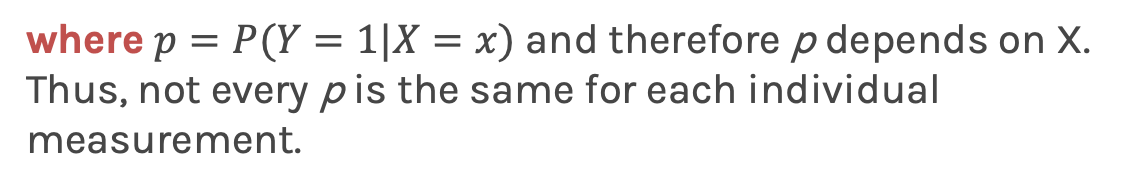 where p = P(Y = 1|X = x) and therefore p depends on X.
Thus, not every p is the same for each individual
measurement.